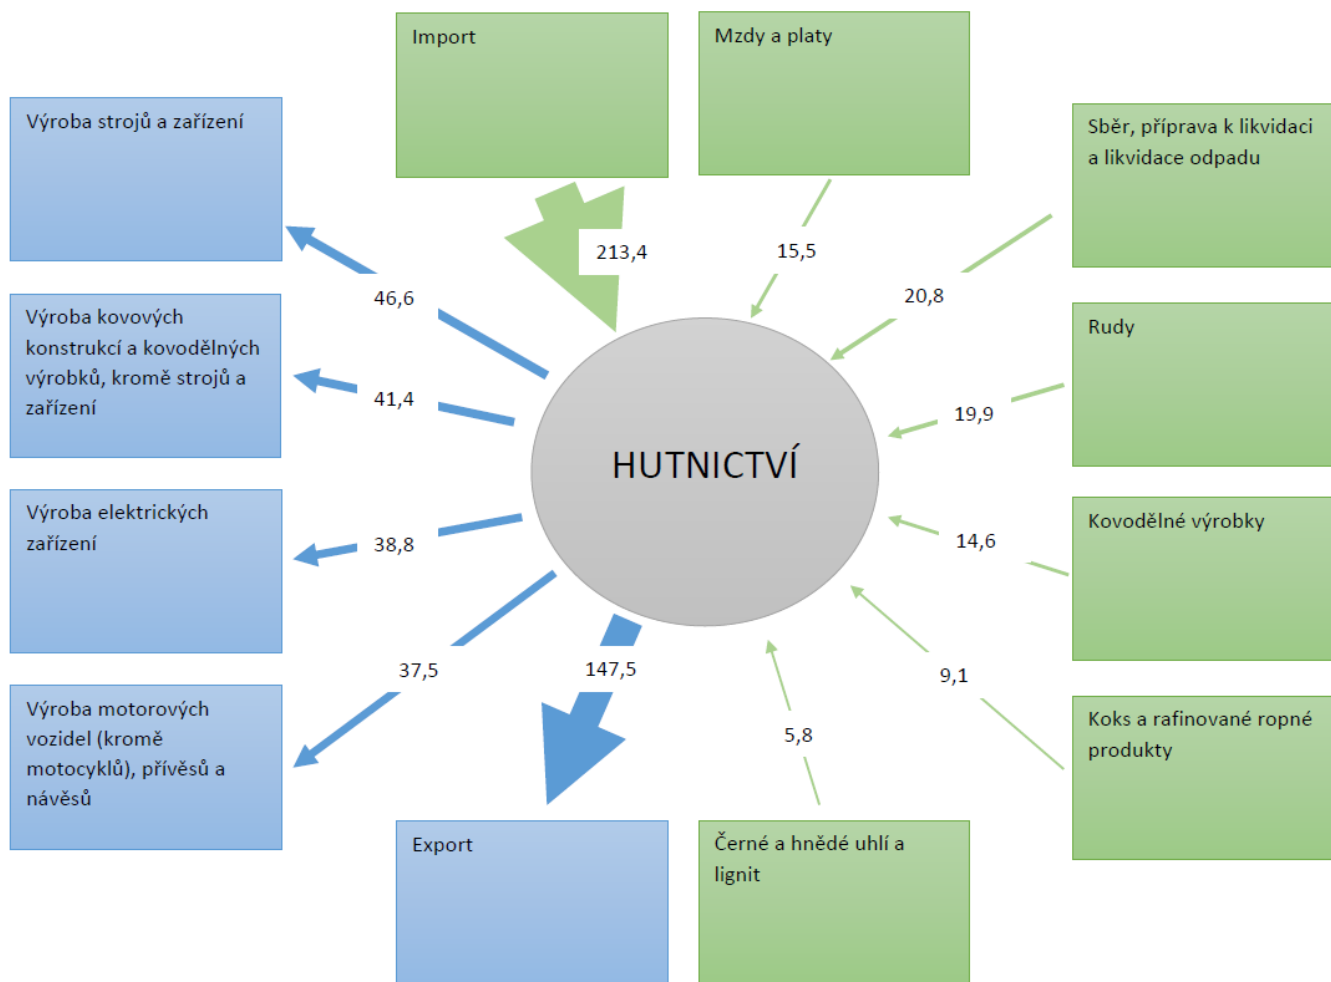 Import
Mzdy a platy
Výroba strojů a zařízení
Sběr, příprava k likvidaci
a likvidace odpadu
213,4
15,5
20,8
46,6
Výroba kovových
konstrukcí a kovodělných
výrobků, kromě strojů a
zařízení
Rudy
41,4
19,9
HUTNICTVÍ
Výroba elektrických
zařízení
Kovodělné výrobky
38,8
14,6
37,5
147,5
9,1
Výroba motorových
vozidel (kromě
motocyklů), přívěsů a
návěsů
Koks a rafinované ropné
produkty
5,8
Export
Černé a hnědé uhlí a
lignit